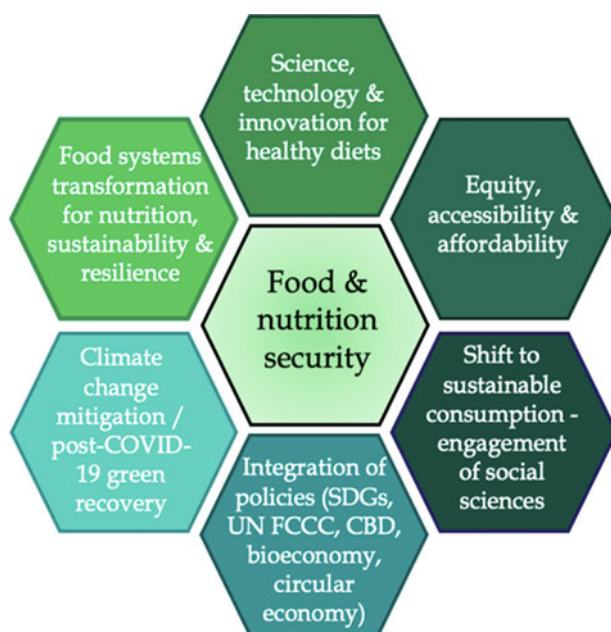 Science,
technology &
innovation for
healthy diets
Food systems
transformation
for nutrition,
sustainability &
resilience
Equity,
accessibility &
affordability
Food &
nutrition
security
Climate
change
mitigation /
post-COVID-
19 green
recovery
Shift to
sustainable
consumption -
engagement
of social
sciences
Integration of
policies (SDGs,
UN FCCC, CBD,
bioeconomy,
circular
economy)